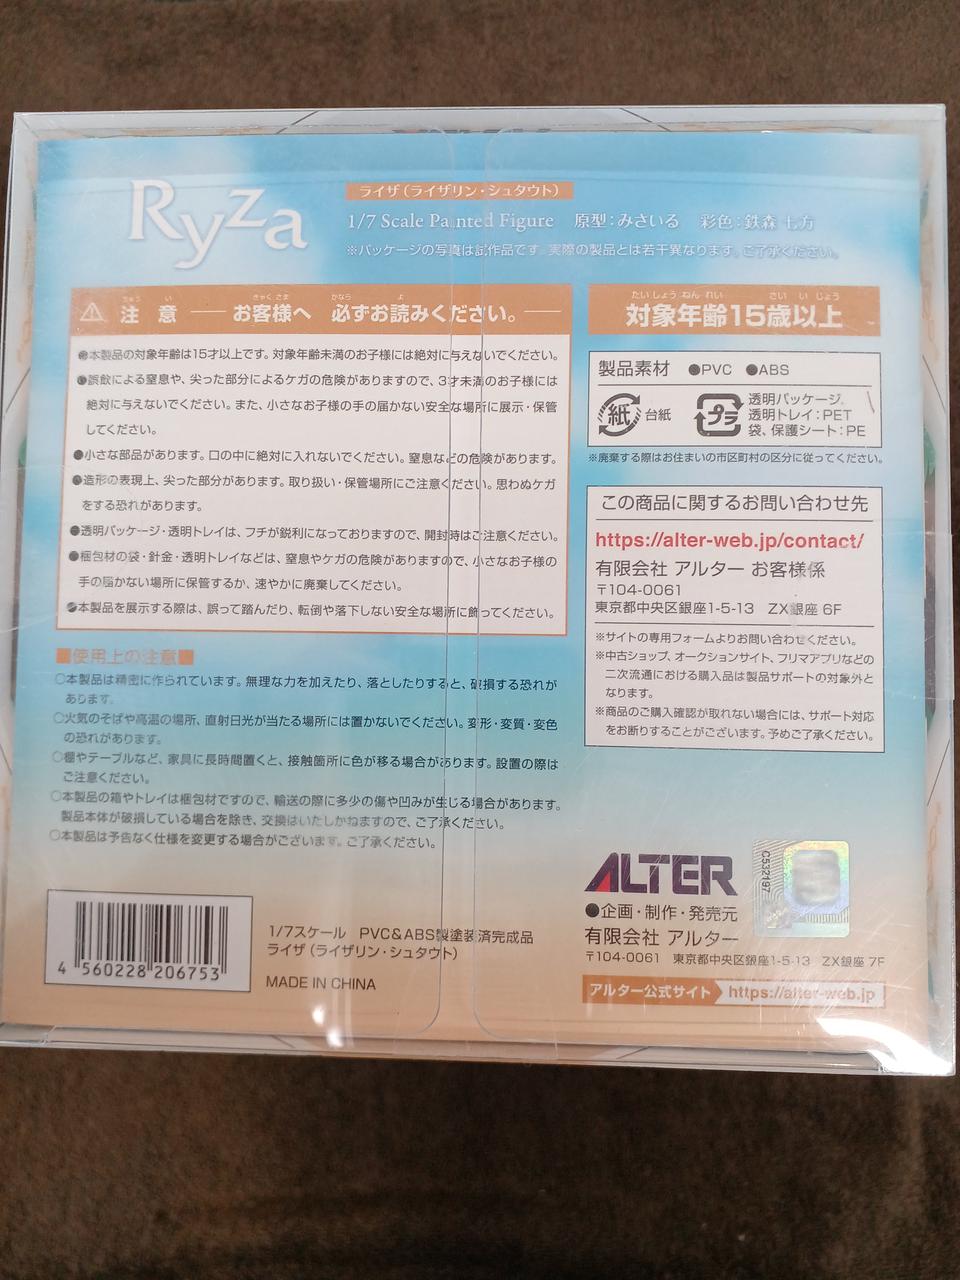 Ryza
ライザ(ライザリン・シュタウト)
1/7 Scale Painted Figure 原型:みさいる 彩色:鉄森 七方
※パッケージの写真は試作品です。実際の製品とは若干異なります。ご了承ください。
注意 ── お客様へ 必ずお読みください。 ──
●本製品の対象年齢は15才以上です。対象年齢未満のお子様には絶対に与えないでください。
●誤飲による窒息や、尖った部分によるケガの危険がありますので、3才未満のお子様には
絶対に与えないでください。また、小さなお子様の手の届かない安全な場所に展示・保管
してください。
●小さな部品があります。口の中に絶対に入れないでください。窒息などの危険があります。
●造形の表現上、尖った部分があります。取り扱い・保管場所にご注意ください。思わぬケガ
をする恐れがあります。
●透明パッケージ・透明トレイは、フチが鋭利になっておりますので、開封時はご注意ください。
●梱包材の袋・針金・透明トレイなどは、窒息やケガの危険がありますので、小さなお子様の
手の届かない場所に保管するか、速やかに廃棄してください。
●本製品を展示する際は、誤って踏んだり、転倒や落下しない安全な場所に飾ってください。
■使用上の注意■
○本製品は精密に作られています。無理な力を加えたり、落としたりすると、破損する恐れが
あります。
○火気のそばや高温の場所、直射日光が当たる場所には置かないでください。変形・変質・変色
の恐れがあります。
○棚やテーブルなど、家具に長時間置くと、接触箇所に色が移る場合があります。設置の際は
ご注意ください。
○本製品の箱やトレイは梱包材ですので、輸送の際に多少の傷や凹みが生じる場合があります。
製品本体が破損している場合を除き、交換はいたしかねますので、ご了承ください。
○本製品は予告なく仕様を変更する場合がございます。ご了承ください。
4 560228 206753
1/7スケール PVC&ABS製塗装済完成品
ライザ(ライザリン・シュタウト)
MADE IN CHINA
たいしょうねんれい さいいじょう
対象年齢15歳以上
製品素材 ●PVC ●ABS
紙 台紙
プラ 透明パッケージ、
透明トレイ:PET
袋、保護シート:PE
※廃棄する際はお住まいの市区町村の区分に従ってください。
この商品に関するお問い合わせ先
https://alter-web.jp/contact/
有限会社 アルター お客様係
〒104-0061
東京都中央区銀座1-5-13 ZX銀座 6F
※サイトの専用フォームよりお問い合わせください。
※中古ショップ、オークションサイト、フリマアプリなどの
二次流通における購入品は製品サポートの対象外と
なります。
※商品のご購入確認が取れない場合には、サポート対応
をお断りすることがございます。予めご了承ください。
ALTER
C532197
●企画・制作・発売元
有限会社 アルター
〒104-0061 東京都中央区銀座1-5-13 ZX銀座 7F
アルター公式サイト https://alter-web.jp